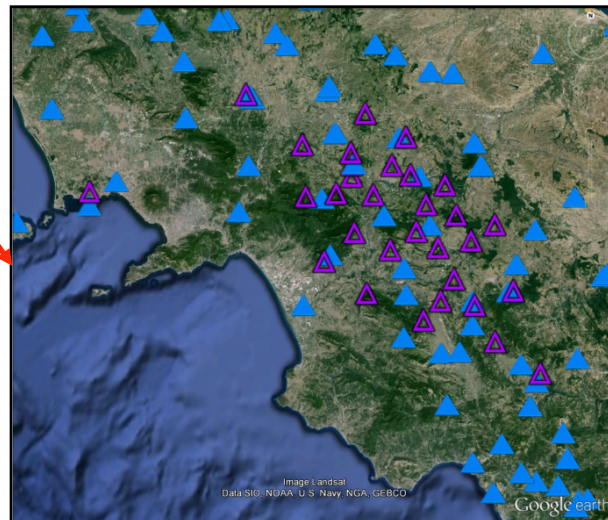 N
Image Landsat
Data SIO, NOAA, U.S. Navy, NGA, GEBCO
Google earth